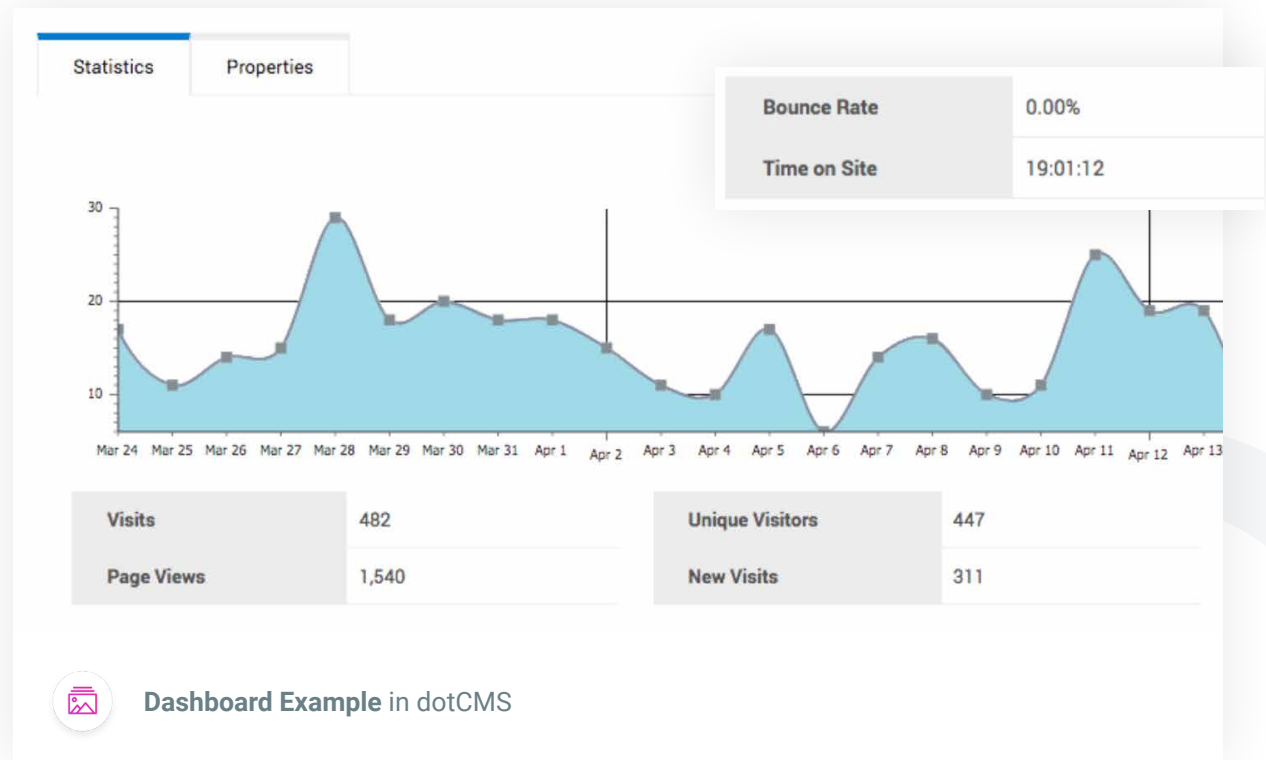 Statistics Properties
Bounce Rate 0.00%
Time on Site 19:01:12
30
20
10
Mar 24 Mar 25 Mar 26 Mar 27 Mar 28 Mar 29 Mar 30 Mar 31 Apr 1 Apr 2 Apr 3 Apr 4 Apr 5 Apr 6 Apr 7 Apr 8 Apr 9 Apr 10 Apr 11 Apr 12 Apr 13
Visits 482 Unique Visitors 447
Page Views 1,540 New Visits 311
Dashboard Example in dotCMS